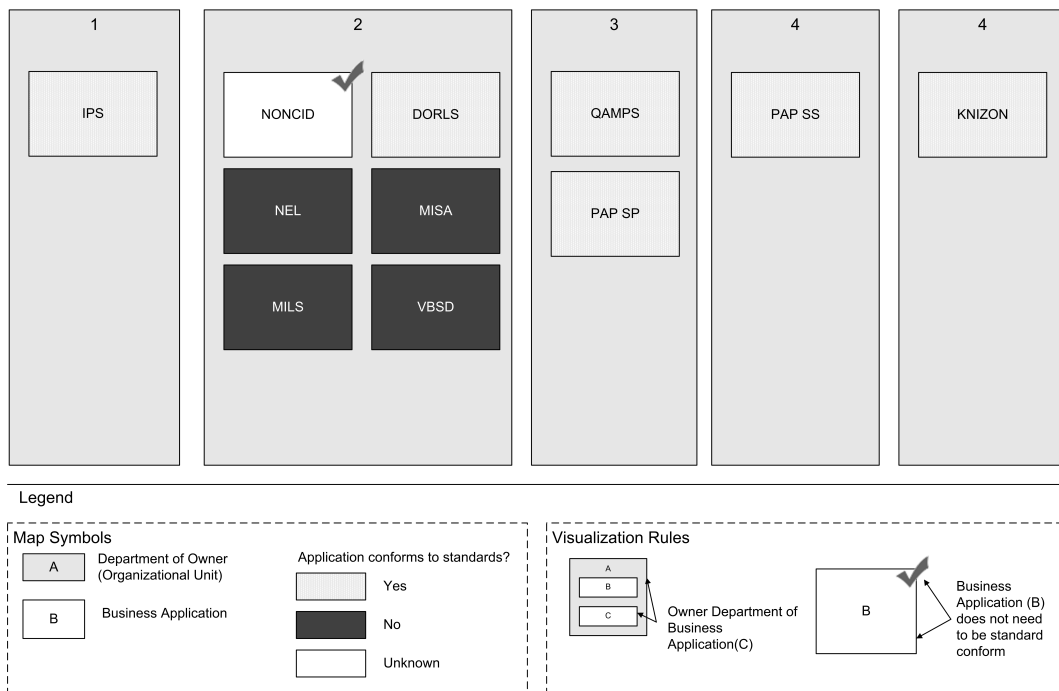 1
2
3
4
4
IPS
NONCID
DORLS
QAMPS
PAP SS
KNIZON
NEL
MISA
PAP SP
MILS
VBSD
Legend
Map Symbols
A
Department of Owner
(Organizational Unit)
B
Business Application
Application conforms to standards?
Yes
No
Unknown
Visualization Rules
A
B
C
Owner Department of
Business
Application(C)
B
Business
Application (B)
does not need
to be standard
conform